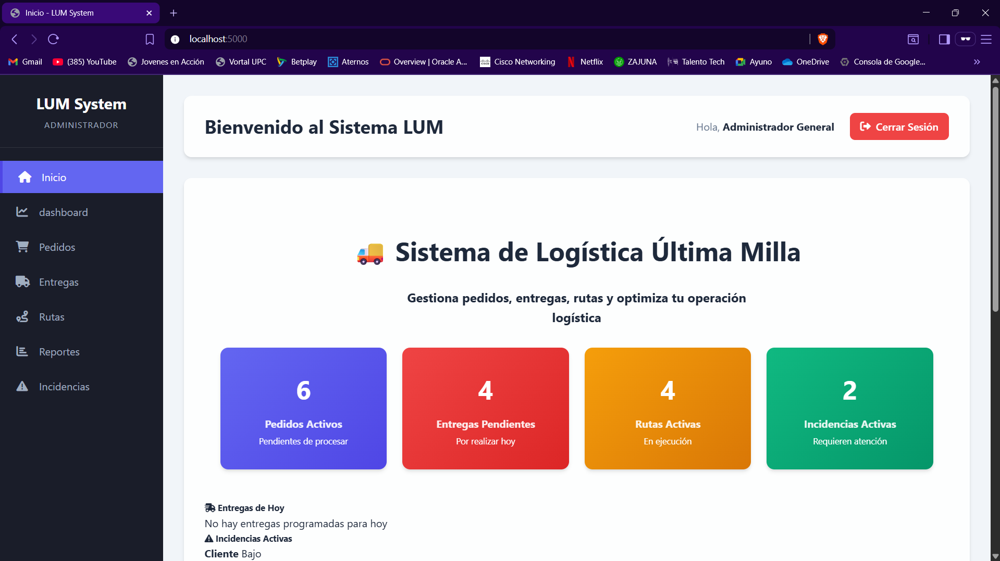 Inicio - LUM System
localhost:5000
Gmail
(385) YouTube
Jovenes en Acción
Vortal UPC
Betplay
Aternos
Overview | Oracle A...
Cisco Networking
Netflix
ZAJUNA
Talento Tech
Ayuno
OneDrive
Consola de Google...
LUM System
ADMINISTRADOR
Inicio
dashboard
Pedidos
Entregas
Rutas
Reportes
Incidencias
Bienvenido al Sistema LUM
Hola, Administrador General
Cerrar Sesión
Sistema de Logística Última Milla
Gestiona pedidos, entregas, rutas y optimiza tu operación
logística
6
Pedidos Activos
Pendientes de procesar
4
Entregas Pendientes
Por realizar hoy
4
Rutas Activas
En ejecución
2
Incidencias Activas
Requieren atención
Entregas de Hoy
No hay entregas programadas para hoy
Incidencias Activas
Cliente Bajo